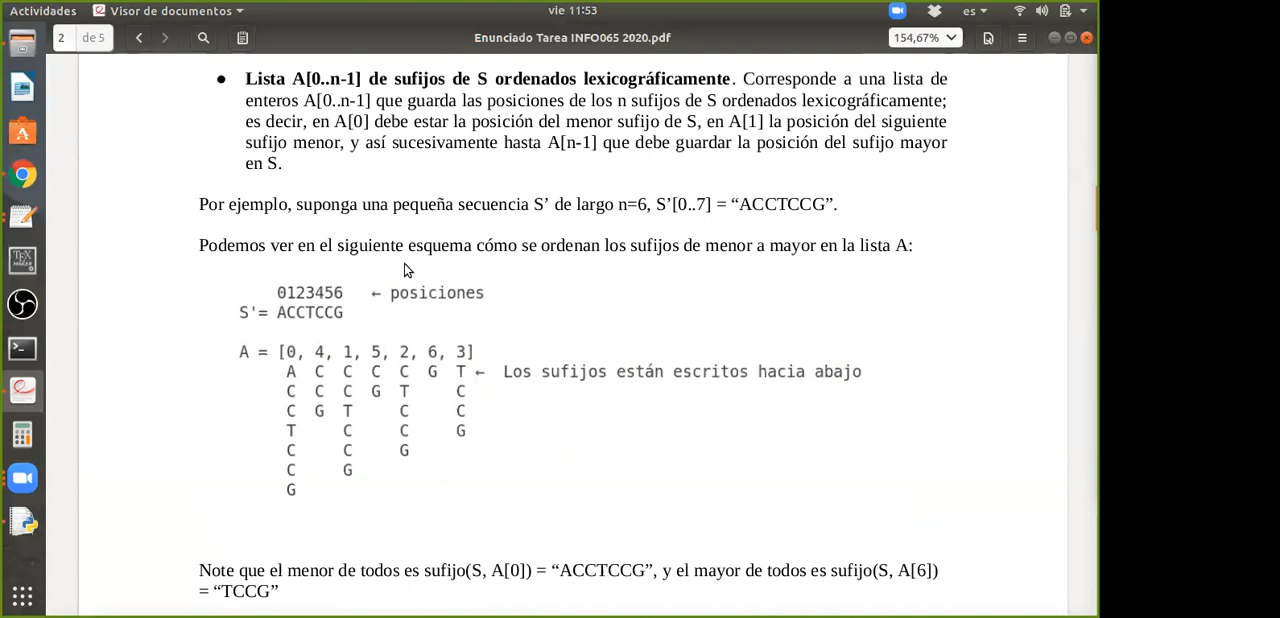 Actividades Visor de documentos vie 11:53 es
2 de 5 Enunciado Tarea INFO065 2020.pdf 154,67%
● Lista A[0..n-1] de sufijos de S ordenados lexicográficamente. Corresponde a una lista de
enteros A[0..n-1] que guarda las posiciones de los n sufijos de S ordenados lexicográficamente;
es decir, en A[0] debe estar la posición del menor sufijo de S, en A[1] la posición del siguiente
sufijo menor, y así sucesivamente hasta A[n-1] que debe guardar la posición del sufijo mayor
en S.
Por ejemplo, suponga una pequeña secuencia S’ de largo n=6, S’[0..7] = “ACCTCCG”.
Podemos ver en el siguiente esquema cómo se ordenan los sufijos de menor a mayor en la lista A:
0123456 ← posiciones
S'= ACCTCCG
A = [0, 4, 1, 5, 2, 6, 3]
A C C C C G T ← Los sufijos están escritos hacia abajo
C C C G T C
C G T C C
T C C G
C C G
C G
G
Note que el menor de todos es sufijo(S, A[0]) = “ACCTCCG”, y el mayor de todos es sufijo(S, A[6])
= “TCCG”